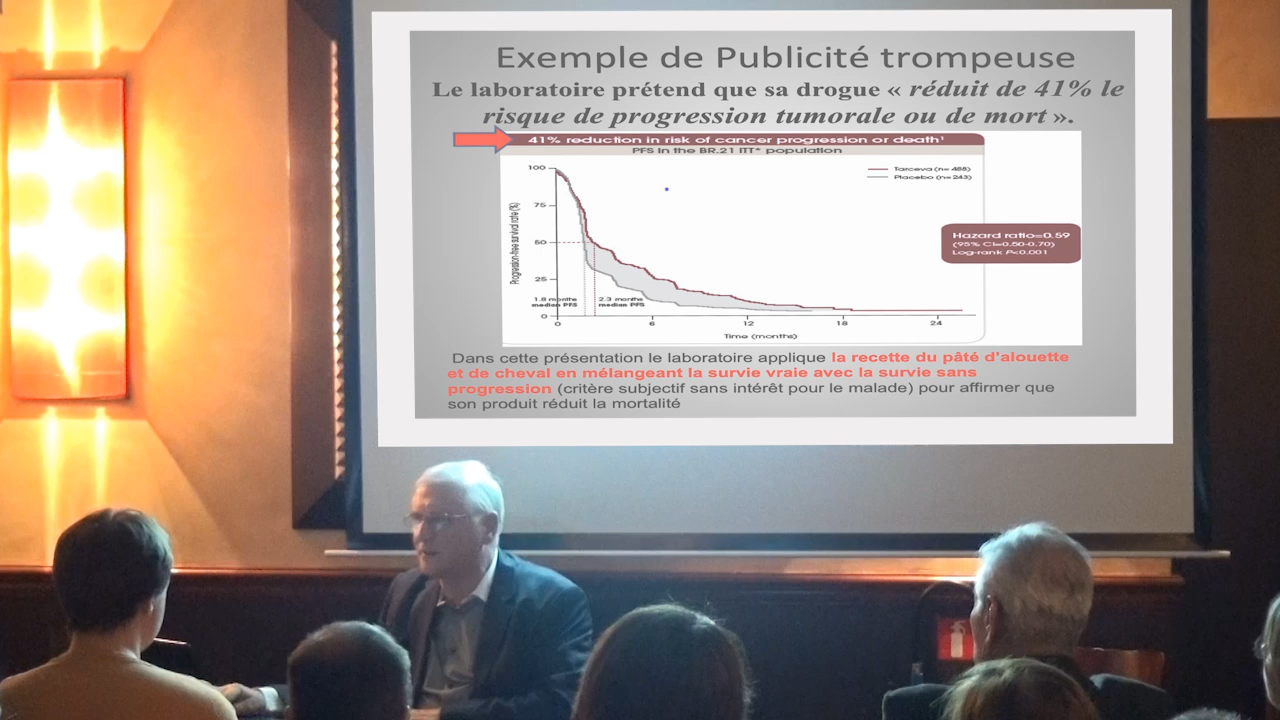 Exemple de Publicité trompeuse
Le laboratoire prétend que sa drogue « réduit de 41% le
risque de progression tumorale ou de mort ».
41% reduction in risk of cancer progression or death¹
PFS in the BR.21 ITT* population
100
75
50
25
0
Progression-free survival rate (%)
Tarceva (n= 488)
Placebo (n= 243)
Hazard ratio=0.59
(95% CI=0.50-0.70)
Log-rank P<0.001
1.8 months
median PFS
2.3 months
median PFS
0 6 12 18 24
Time (months)
Dans cette présentation le laboratoire applique la recette du pâté d'alouette
et de cheval en mélangeant la survie vraie avec la survie sans
progression (critère subjectif sans intérêt pour le malade) pour affirmer que
son produit réduit la mortalité